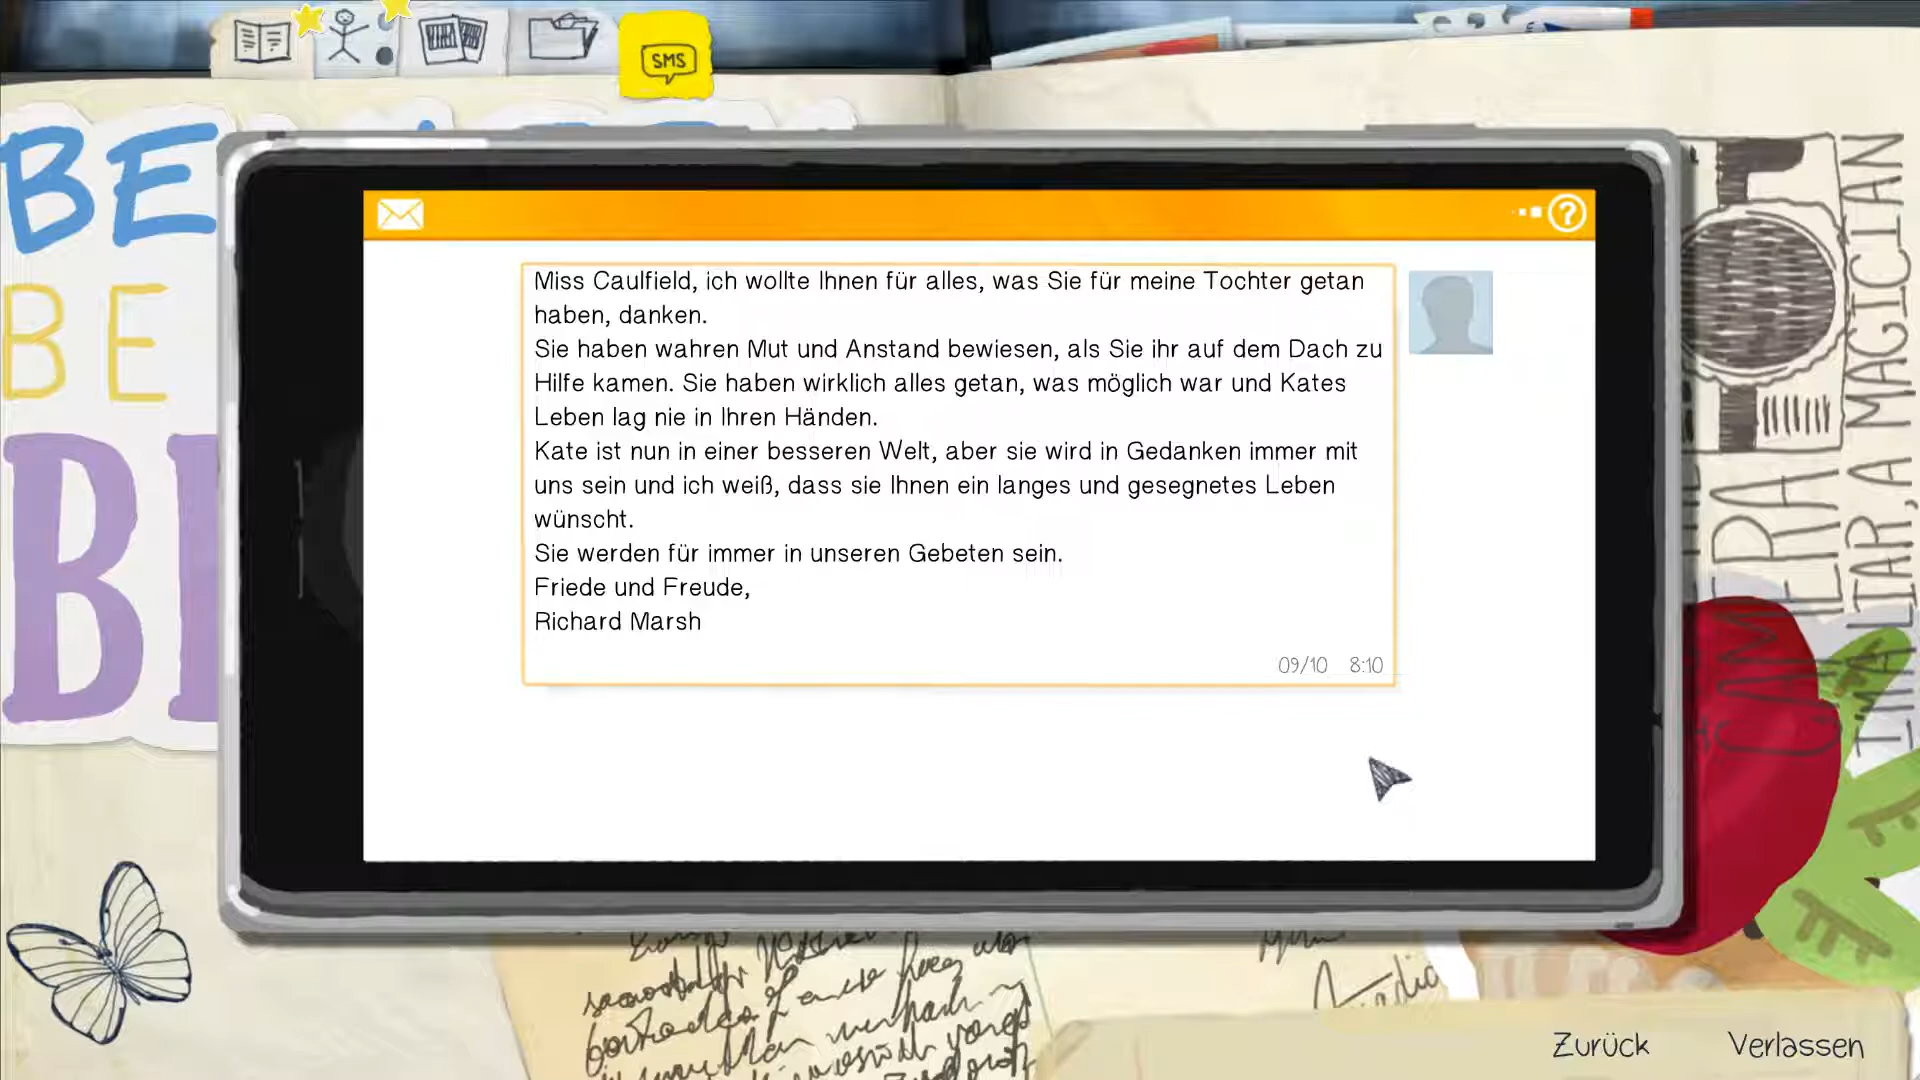 SMS
BE
BE
Miss Caulfield, ich wollte Ihnen für alles, was Sie für meine Tochter getan
haben, danken.
Sie haben wahren Mut und Anstand bewiesen, als Sie ihr auf dem Dach zu
Hilfe kamen. Sie haben wirklich alles getan, was möglich war und Kates
Leben lag nie in Ihren Händen.
Kate ist nun in einer besseren Welt, aber sie wird in Gedanken immer mit
uns sein und ich weiß, dass sie Ihnen ein langes und gesegnetes Leben
wünscht.
Sie werden für immer in unseren Gebeten sein.
Friede und Freude,
Richard Marsh
09/10 8:10
CAMERA
LIAR, A MAGICIAN
Zurück Verlassen